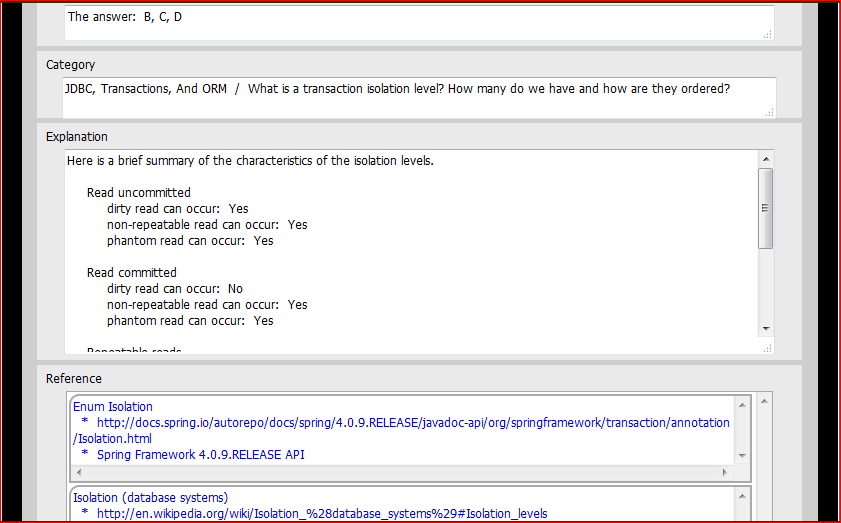 The answer:  B, C, D
Category
JDBC, Transactions, And ORM  /  What is a transaction isolation level? How many do we have and how are they ordered?
Explanation
Here is a brief summary of the characteristics of the isolation levels.
Read uncommitted
dirty read can occur:  Yes
non-repeatable read can occur:  Yes
phantom read can occur:  Yes
Read committed
dirty read can occur:  No
non-repeatable read can occur:  Yes
phantom read can occur:  Yes
Repeatable reads
Reference
Enum Isolation
*  http://docs.spring.io/autorepo/docs/spring/4.0.9.RELEASE/javadoc-api/org/springframework/transaction/annotation
/Isolation.html
*  Spring Framework 4.0.9.RELEASE API
Isolation (database systems)
*  http://en.wikipedia.org/wiki/Isolation_%28database_systems%29#Isolation_levels